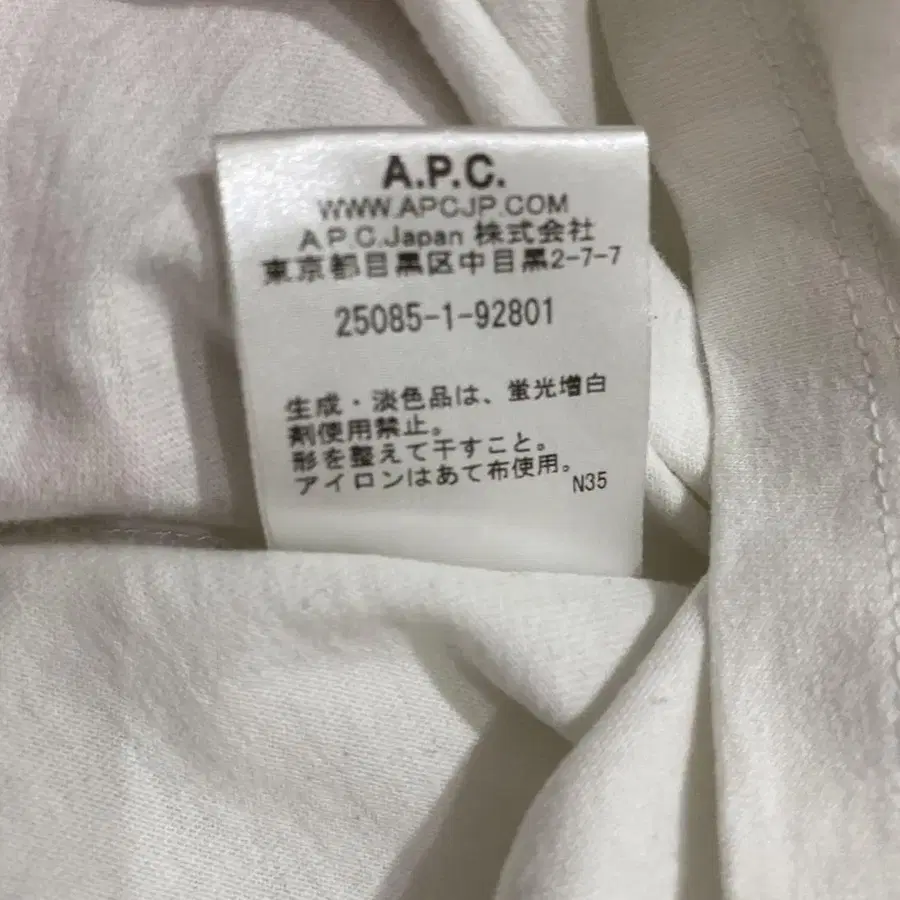 A.P.C.
WWW.APCJP.COM
A.P.C.Japan 株式会社
東京都目黒区中目黒2-7-7
25085-1-92801
生成・淡色品は、蛍光増白
剤使用禁止。
形を整えて干すこと。
アイロンはあて布使用。
N35